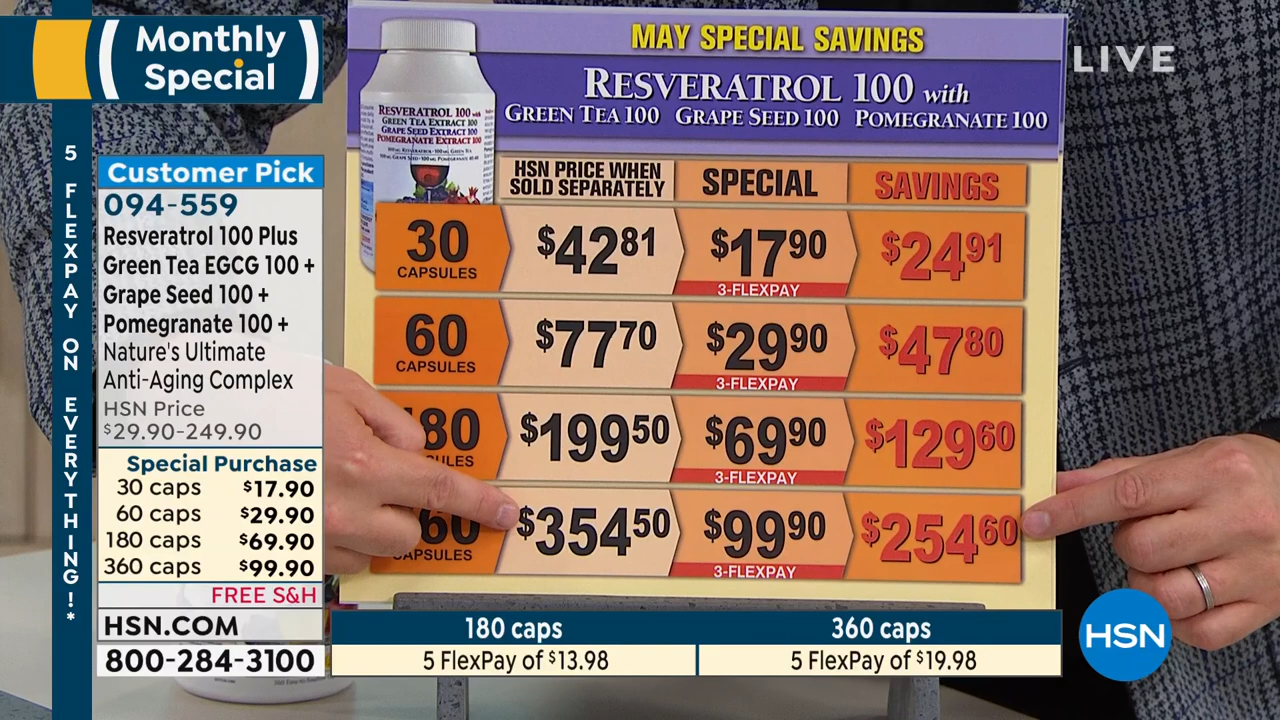 Monthly
Special
5 FLEXPAY ON EVERYTHING!*
Customer Pick
094-559
Resveratrol 100 Plus
Green Tea EGCG 100 +
Grape Seed 100 +
Pomegranate 100 +
Nature's Ultimate
Anti-Aging Complex
HSN Price
$29.90-249.90
Special Purchase
30 caps $17.90
60 caps $29.90
180 caps $69.90
360 caps $99.90
FREE S&H
HSN.COM
800-284-3100
LIVE
MAY SPECIAL SAVINGS
RESVERATROL 100 with
GREEN TEA 100 GRAPE SEED 100 POMEGRANATE 100
RESVERATROL 100 with
GREEN TEA EXTRACT 100
GRAPE SEED EXTRACT 100
POMEGRANATE EXTRACT 100
HSN PRICE WHEN
SOLD SEPARATELY
SPECIAL
SAVINGS
30
CAPSULES
$42 81
$17 90
3-FLEXPAY
$24 91
60
CAPSULES
$77 70
$29 90
3-FLEXPAY
$47 80
80
ULES
$199 50
$69 90
3-FLEXPAY
$129 60
60
CAPSULES
$354 50
$99 90
3-FLEXPAY
$254 60
180 caps
5 FlexPay of $13.98
360 caps
5 FlexPay of $19.98
HSN